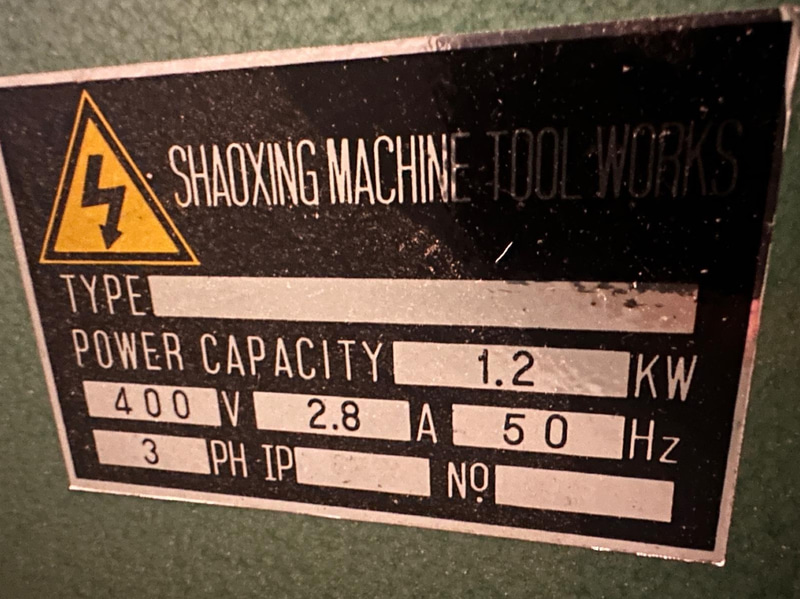 SHAOXING MACHINE TOOL WORKS
TYPE
POWER CAPACITY 1.2 KW
400 V 2.8 A 50 Hz
3 PH IP Nº